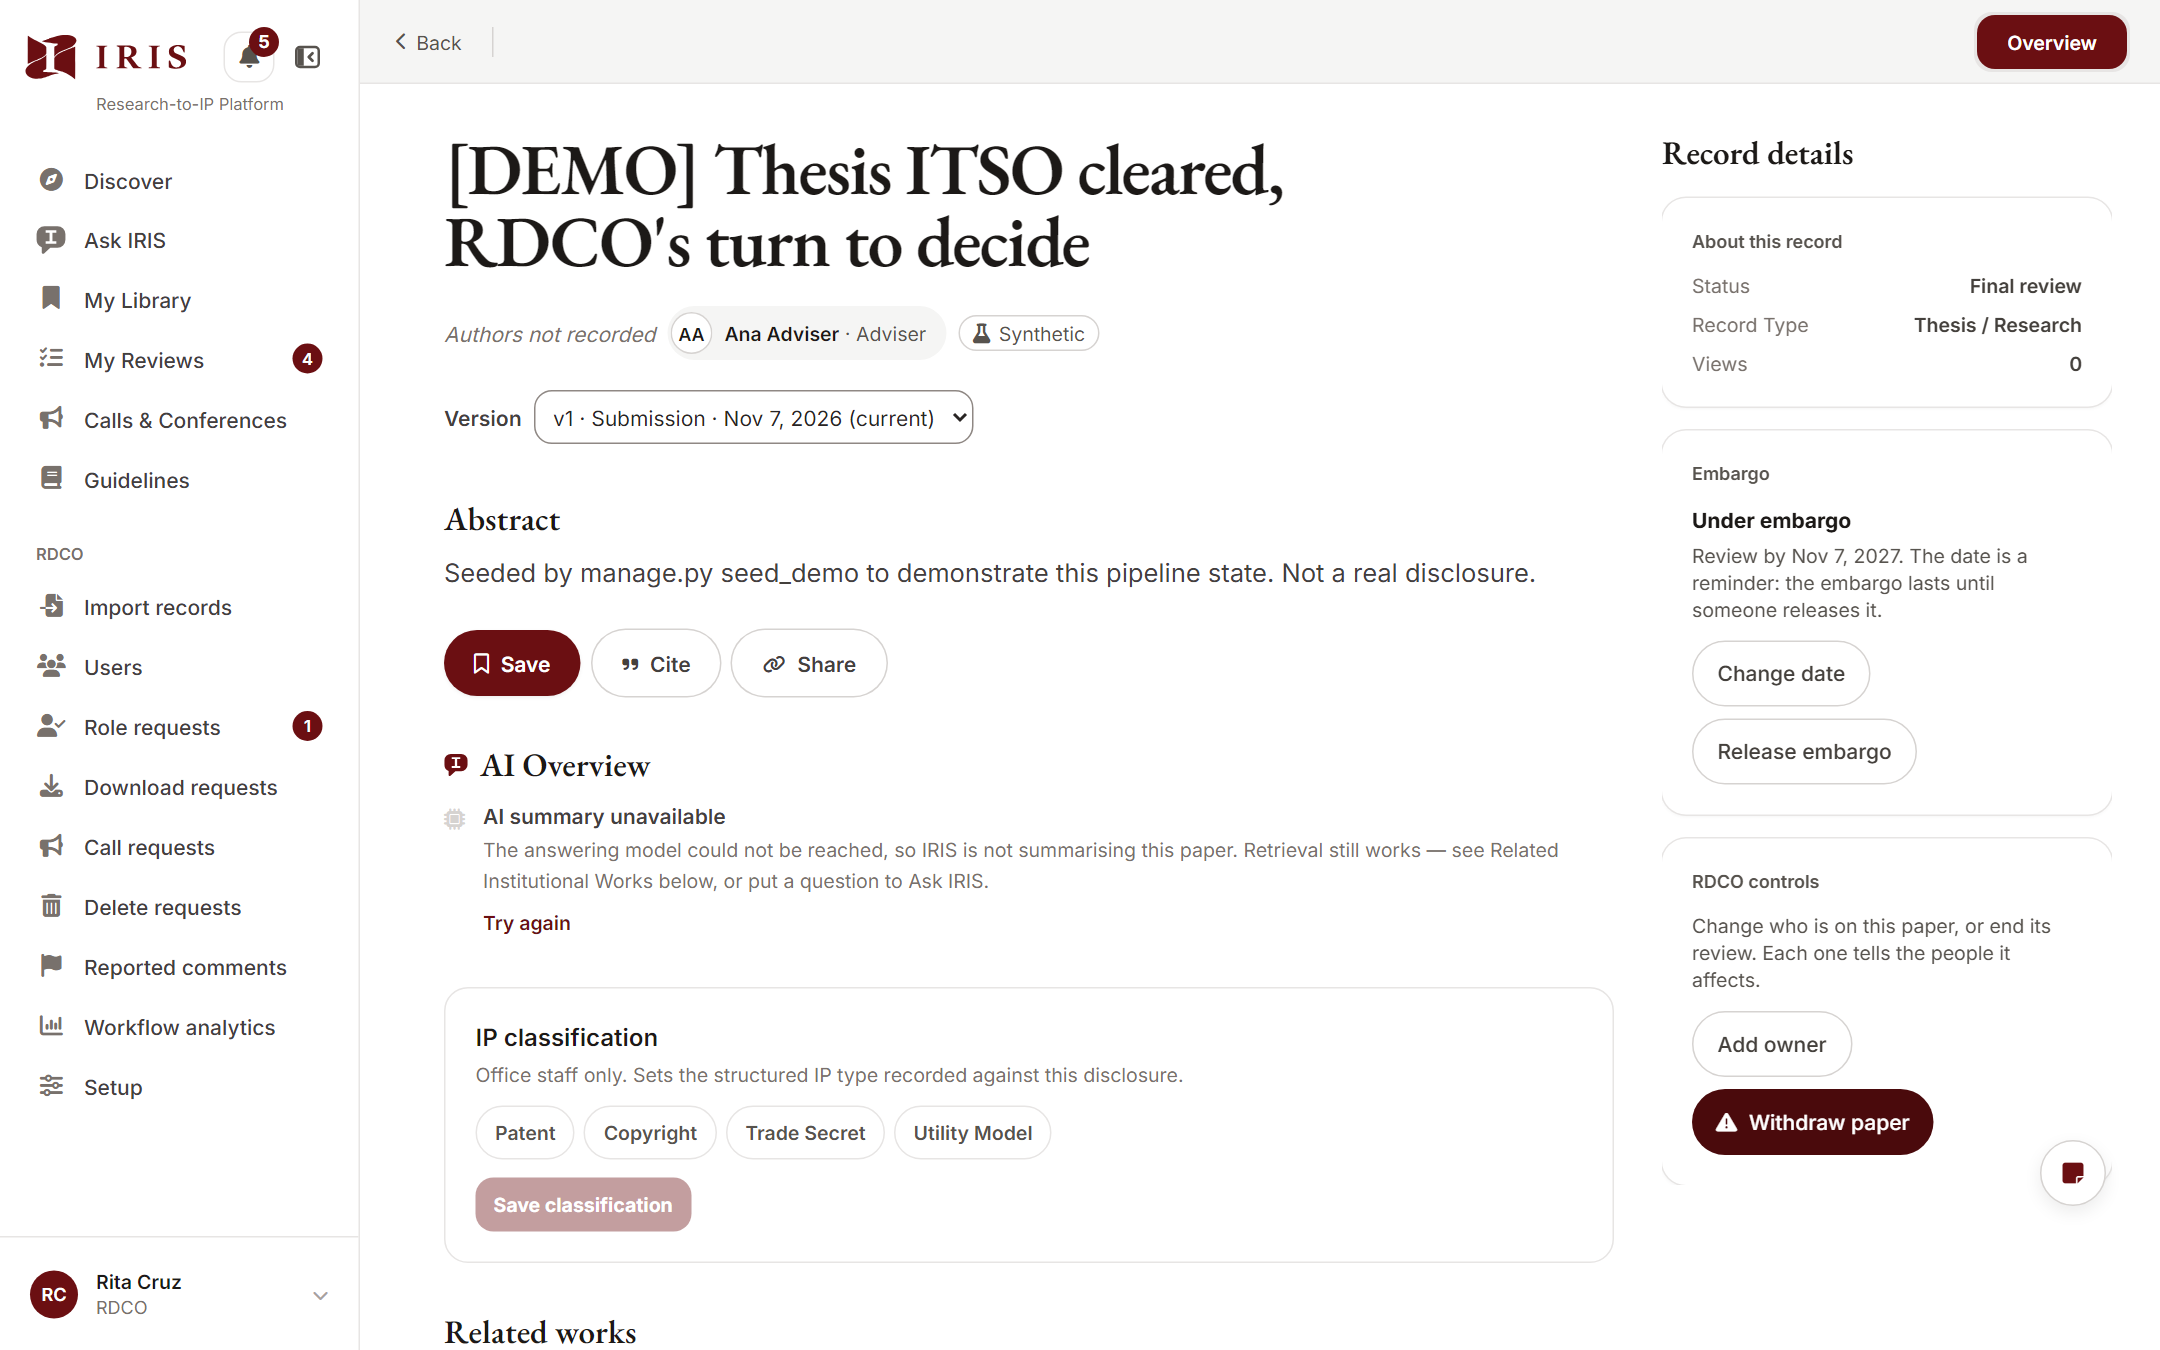 IRIS
5
Research-to-IP Platform
Discover
Ask IRIS
My Library
My Reviews
4
Calls & Conferences
Guidelines
RDCO
Import records
Users
Role requests
1
Download requests
Call requests
Delete requests
Reported comments
Workflow analytics
Setup
RC
Rita Cruz
RDCO
Back
Overview
[DEMO] Thesis ITSO cleared,
RDCO's turn to decide
Authors not recorded
AA
Ana Adviser · Adviser
Synthetic
Version
v1 · Submission · Nov 7, 2026 (current)
Abstract
Seeded by manage.py seed_demo to demonstrate this pipeline state. Not a real disclosure.
Save
Cite
Share
AI Overview
AI summary unavailable
The answering model could not be reached, so IRIS is not summarising this paper. Retrieval still works — see Related
Institutional Works below, or put a question to Ask IRIS.
Try again
IP classification
Office staff only. Sets the structured IP type recorded against this disclosure.
Patent
Copyright
Trade Secret
Utility Model
Save classification
Related works
Record details
About this record
Status Final review
Record Type Thesis / Research
Views 0
Embargo
Under embargo
Review by Nov 7, 2027. The date is a
reminder: the embargo lasts until
someone releases it.
Change date
Release embargo
RDCO controls
Change who is on this paper, or end its
review. Each one tells the people it
affects.
Add owner
Withdraw paper